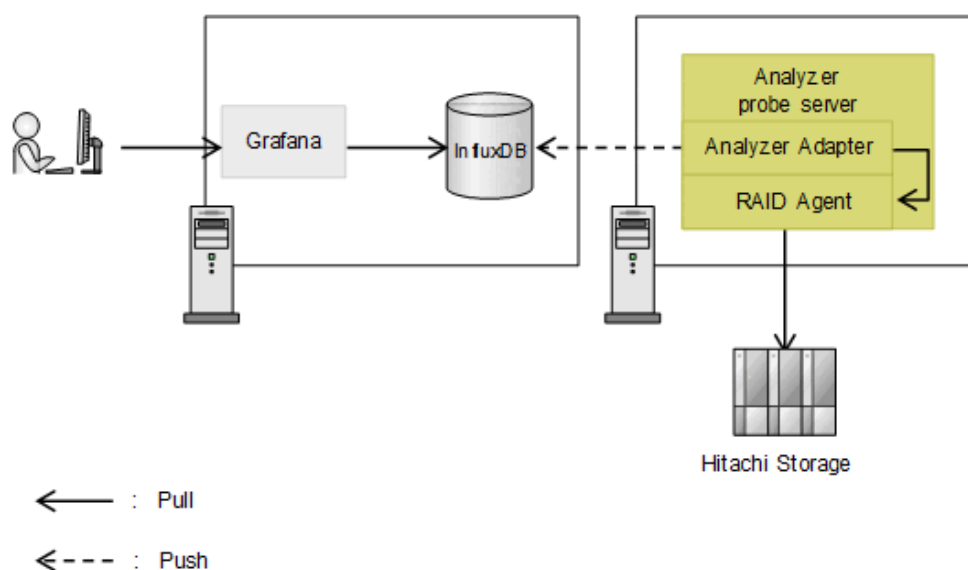 Analyzer
probe server
Grafana
InfluxDB
Analyzer Adapter
RAID Agent
Hitachi Storage
: Pull
: Push